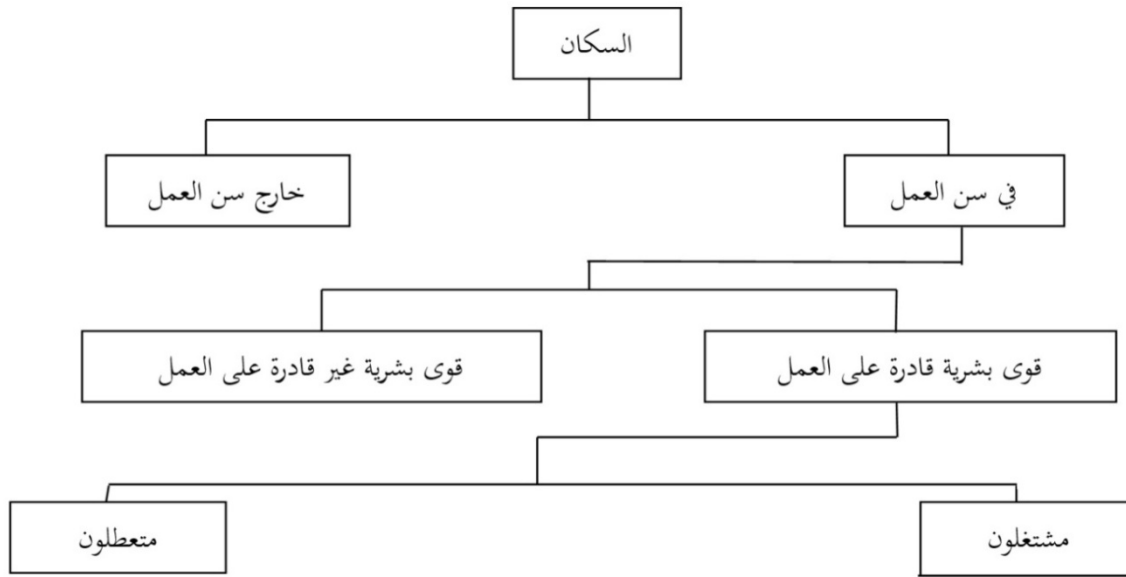 السكان
في سن العمل
خارج سن العمل
قوى بشرية قادرة على العمل
قوى بشرية غير قادرة على العمل
مشتغلون
متعطلون